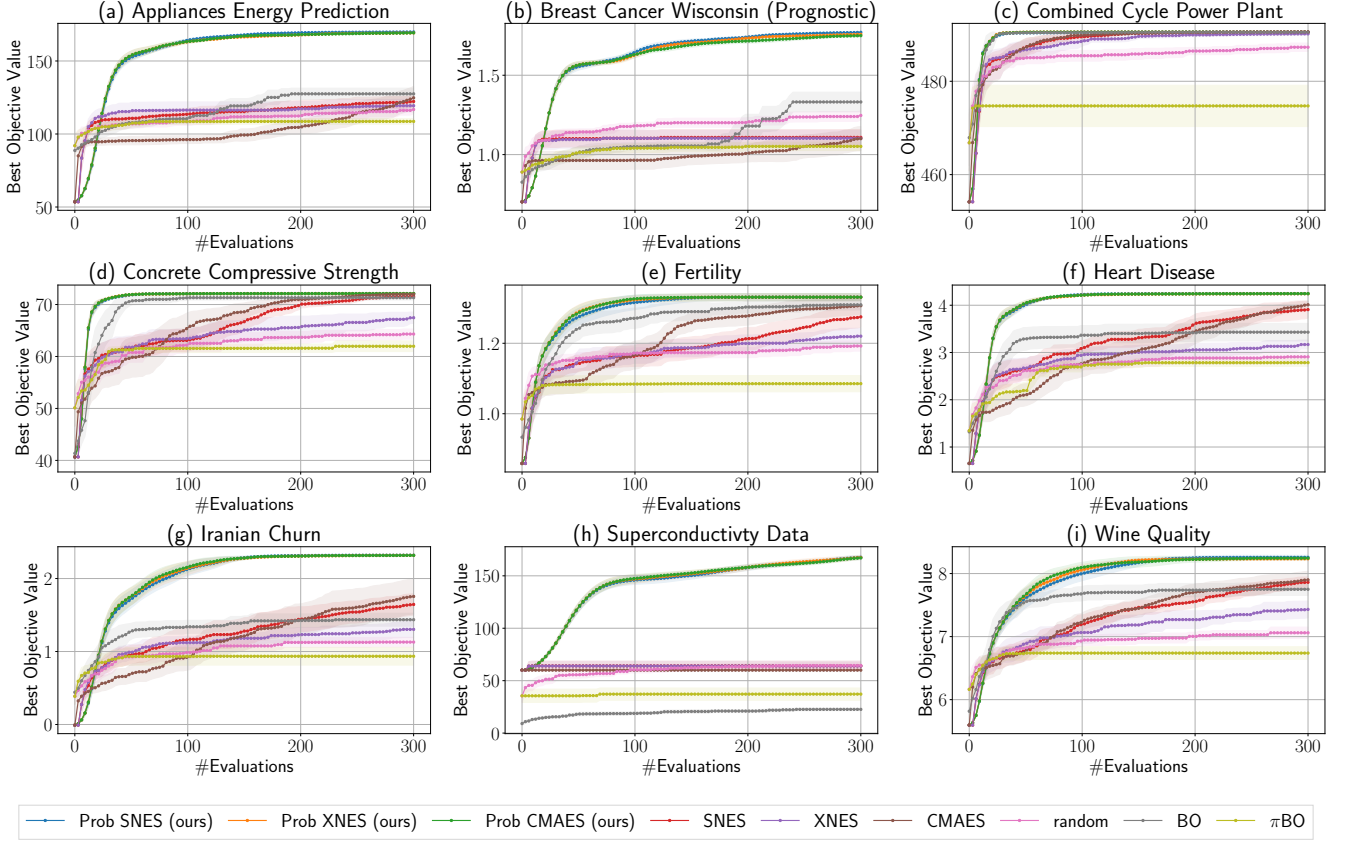 (a) Appliances Energy Prediction
(b) Breast Cancer Wisconsin (Prognostic)
(c) Combined Cycle Power Plant
Best Objective Value
150
100
50
0
100
200
300
#Evaluations
Best Objective Value
1.5
1.0
0
100
200
300
#Evaluations
Best Objective Value
480
460
0
100
200
300
#Evaluations
(d) Concrete Compressive Strength
(e) Fertility
(f) Heart Disease
Best Objective Value
70
60
50
40
0
100
200
300
#Evaluations
Best Objective Value
1.2
1.0
0
100
200
300
#Evaluations
Best Objective Value
4
3
2
1
0
100
200
300
#Evaluations
(g) Iranian Churn
(h) Superconductivty Data
(i) Wine Quality
Best Objective Value
2
1
0
0
100
200
300
#Evaluations
Best Objective Value
150
100
50
0
0
100
200
300
#Evaluations
Best Objective Value
8
7
6
0
100
200
300
#Evaluations
Prob SNES (ours) Prob XNES (ours) Prob CMAES (ours) SNES XNES CMAES random BO πBO